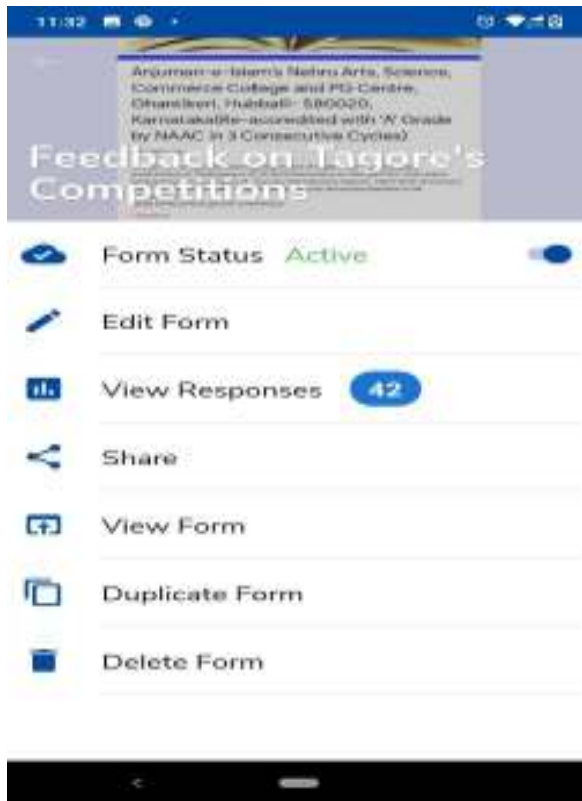 11:32
Anjuman-e-Islam's Nehru Arts, Science,
Commerce College and PG Centre,
Ghantikeri, Hubballi- 580020,
Karnataka(Re-accredited with 'A' Grade
by NAAC in 3 Consecutive Cycles)
Feedback on Tagore's
Competitions
Form Status Active
Edit Form
View Responses 42
Share
View Form
Duplicate Form
Delete Form